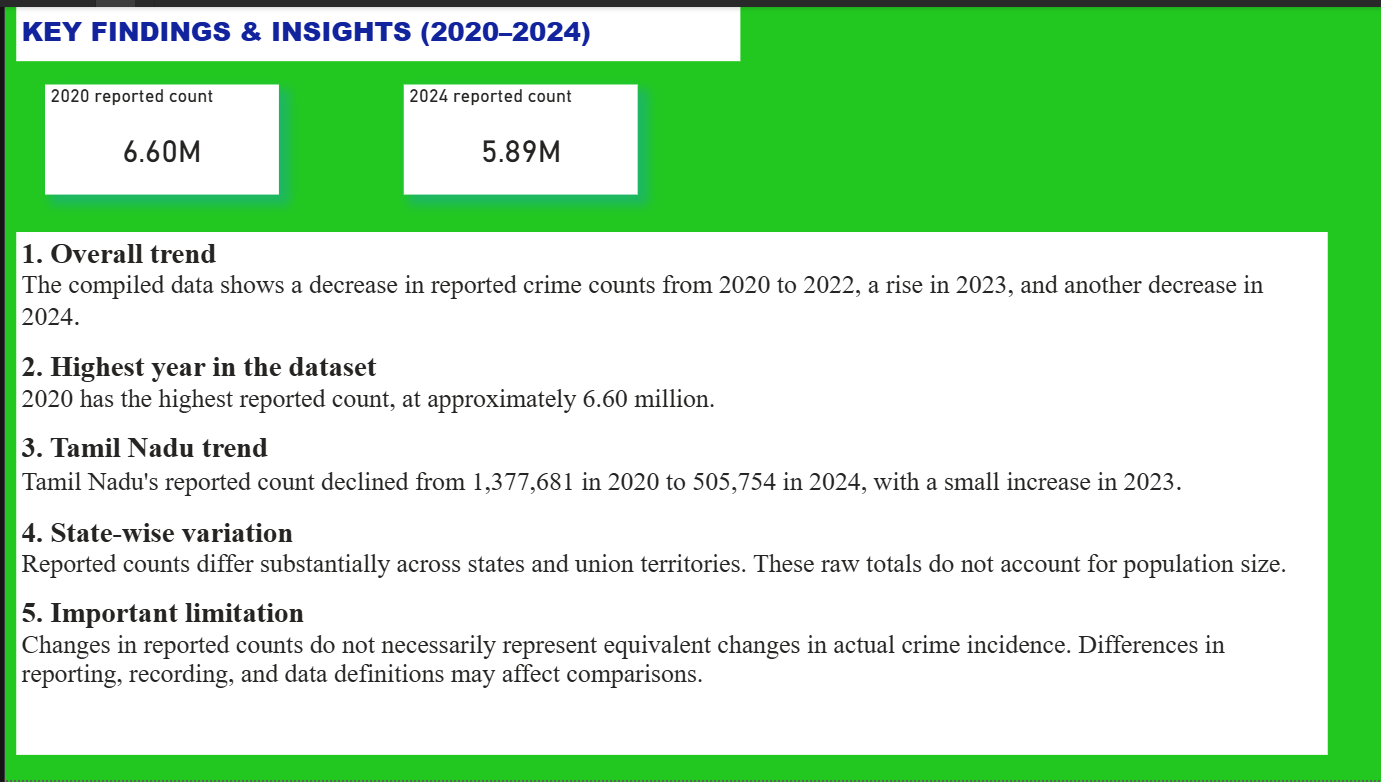 KEY FINDINGS & INSIGHTS (2020–2024)
2020 reported count
6.60M
2024 reported count
5.89M
1. Overall trend
The compiled data shows a decrease in reported crime counts from 2020 to 2022, a rise in 2023, and another decrease in
2024.
2. Highest year in the dataset
2020 has the highest reported count, at approximately 6.60 million.
3. Tamil Nadu trend
Tamil Nadu's reported count declined from 1,377,681 in 2020 to 505,754 in 2024, with a small increase in 2023.
4. State-wise variation
Reported counts differ substantially across states and union territories. These raw totals do not account for population size.
5. Important limitation
Changes in reported counts do not necessarily represent equivalent changes in actual crime incidence. Differences in
reporting, recording, and data definitions may affect comparisons.